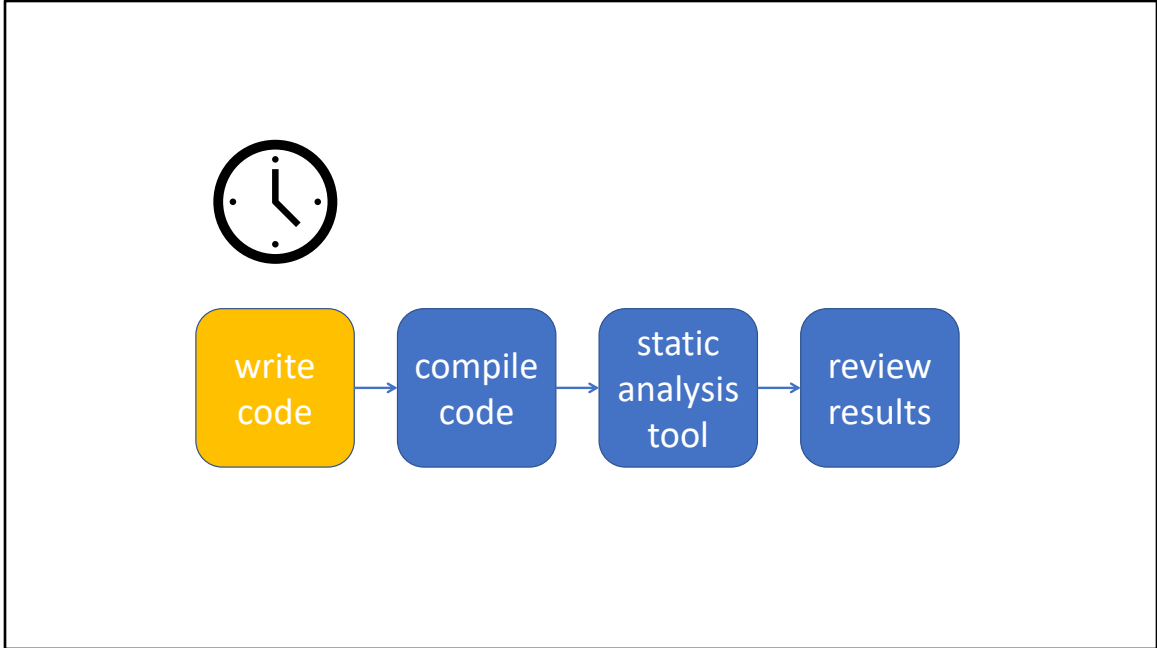 write
code
compile
code
static
analysis
tool
review
results